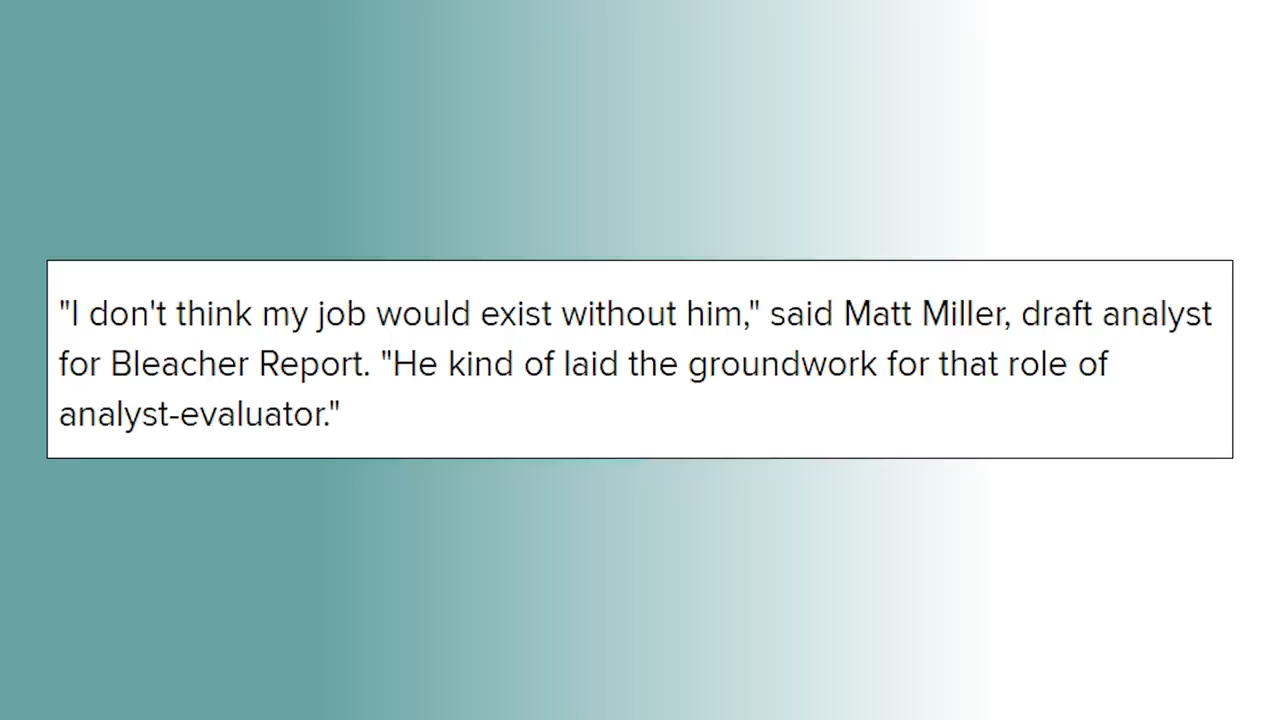 "I don't think my job would exist without him," said Matt Miller, draft analyst
for Bleacher Report. "He kind of laid the groundwork for that role of
analyst-evaluator."